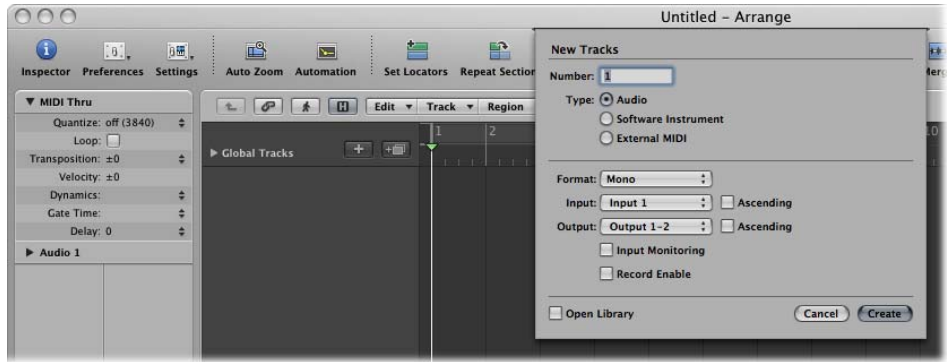 Untitled – Arrange
Inspector Preferences Settings Auto Zoom Automation Set Locators Repeat Section
▼ MIDI Thru
Quantize: off (3840)
Loop:
Transposition: ±0
Velocity: ±0
Dynamics:
Gate Time:
Delay: 0
▶ Audio 1
Edit ▼ Track ▼ Region
1 2
▶ Global Tracks
New Tracks
Number: 1
Type: Audio
Software Instrument
External MIDI
Format: Mono
Input: Input 1 Ascending
Output: Output 1-2 Ascending
Input Monitoring
Record Enable
Open Library Cancel Create
10